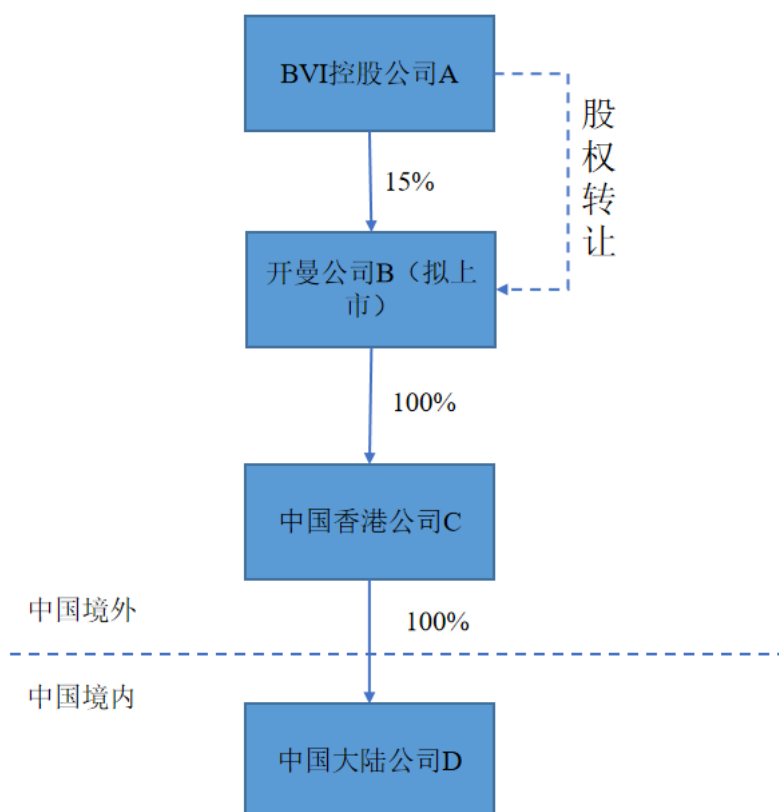 BVI控股公司A
股权转让
15%
开曼公司B（拟上
市）
100%
中国香港公司C
中国境外
100%
中国境内
中国大陆公司D